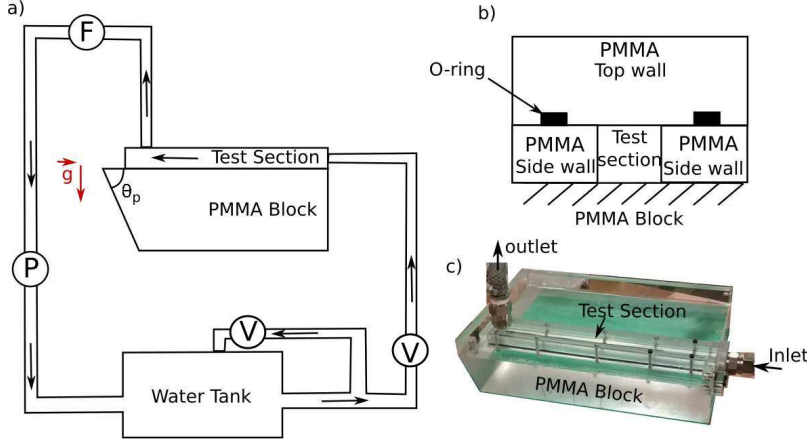 a)
F
Test Section
g
θp
PMMA Block
P
V
V
Water Tank
b)
PMMA
Top wall
O-ring
PMMA
Side wall
Test
section
PMMA
Side wall
PMMA Block
c)
outlet
Test Section
Inlet
PMMA Block